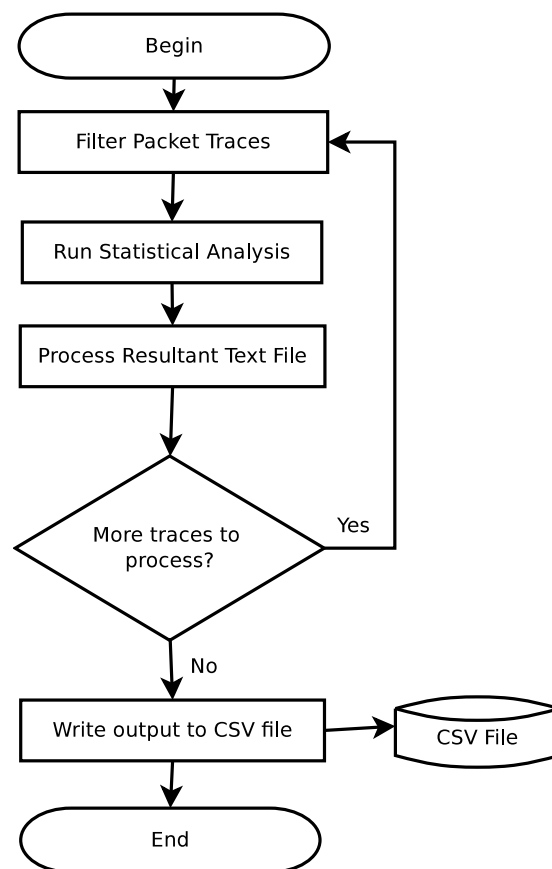 Begin
Filter Packet Traces
Run Statistical Analysis
Process Resultant Text File
More traces to
process?
Yes
No
Write output to CSV file
CSV File
End